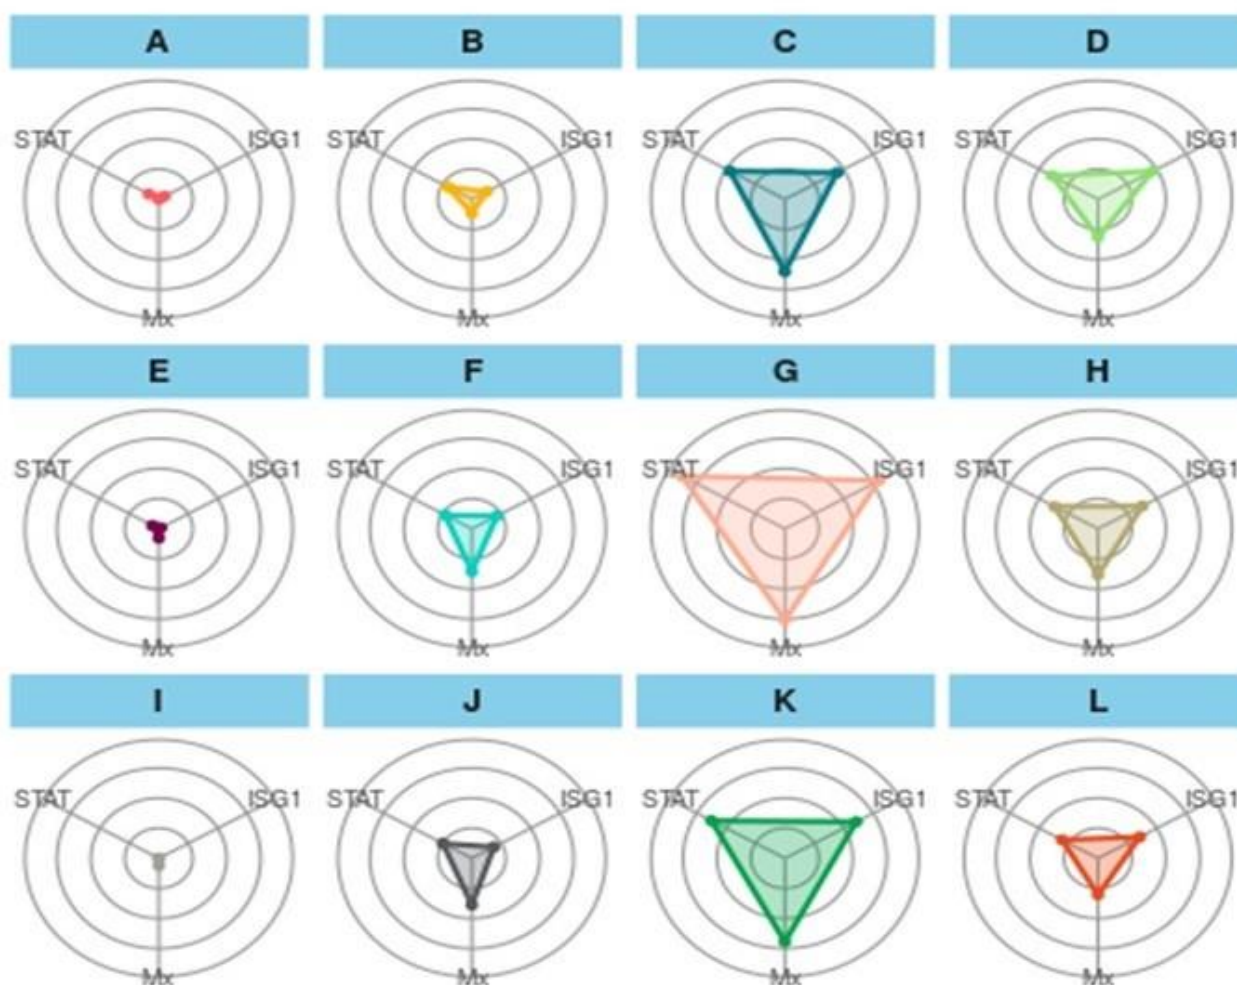 A B C D
STAT ISG1 STAT ISG1 STAT ISG1 STAT ISG1
Mx Mx Mx Mx
E F G H
STAT ISG1 STAT ISG1 STAT ISG1 STAT ISG1
Mx Mx Mx Mx
I J K L
STAT ISG1 STAT ISG1 STAT ISG1 STAT ISG1
Mx Mx Mx Mx